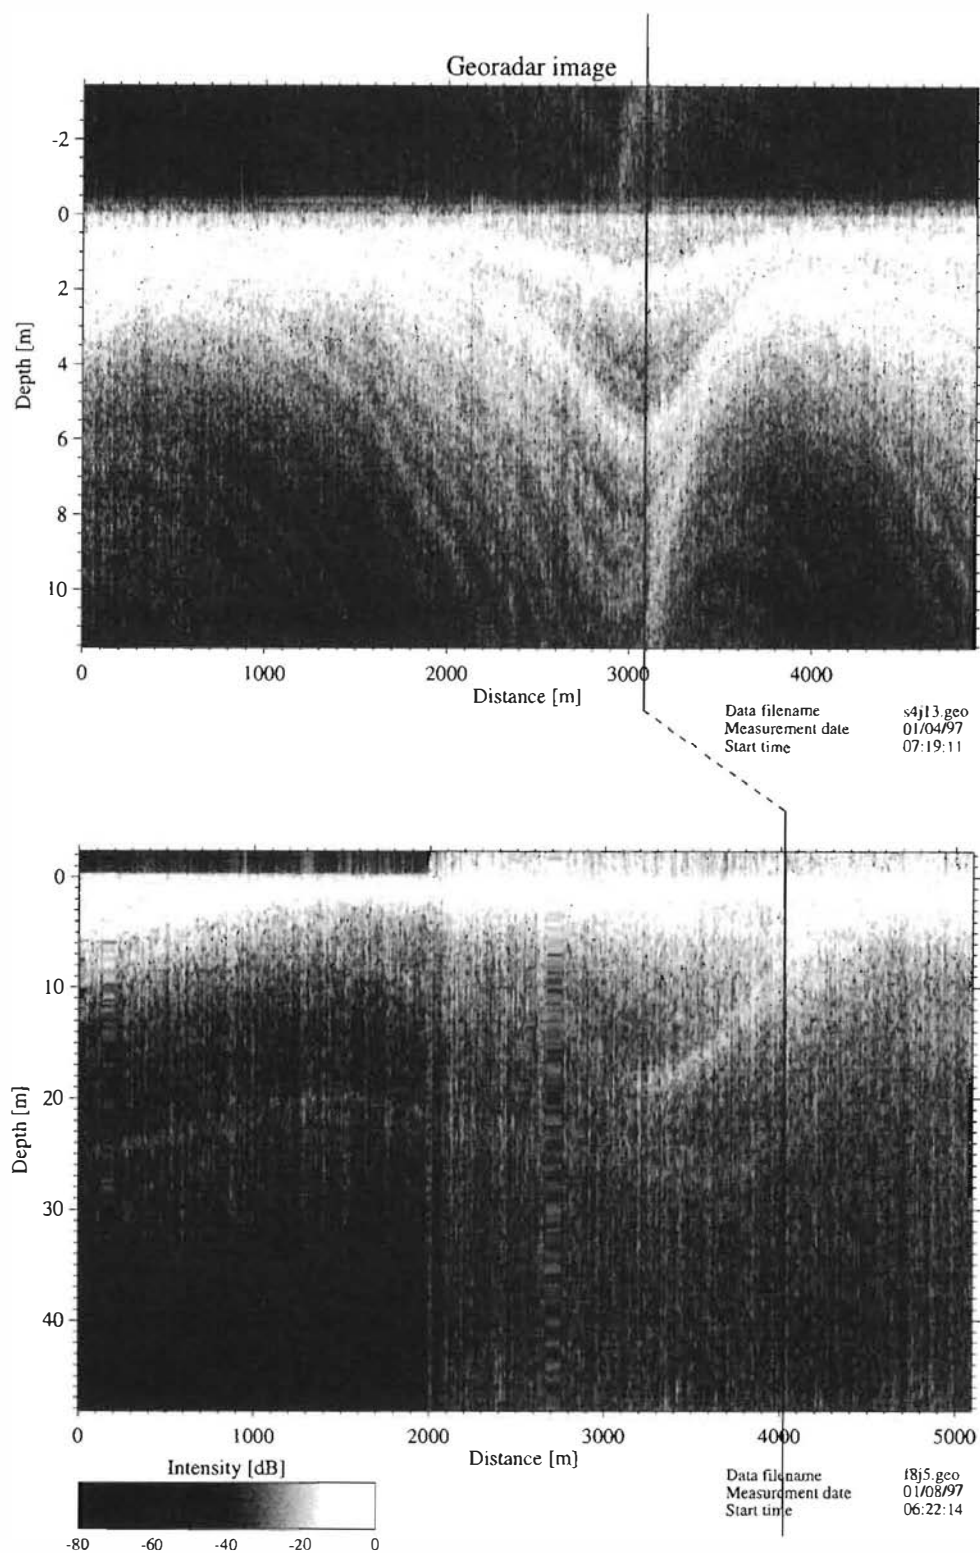 Georadar image
-2
0
2
4
6
8
10
Depth [m]
0 1000 2000 3000 4000
Distance [m]
Data filename s4j13.geo
Measurement date 01/04/97
Start time 07:19:11
0
10
20
30
40
Depth [m]
0 1000 2000 3000 4000 5000
Distance [m]
Intensity [dB]
-80 -60 -40 -20 0
Data filename f8j5.geo
Measurement date 01/08/97
Start time 06:22:14